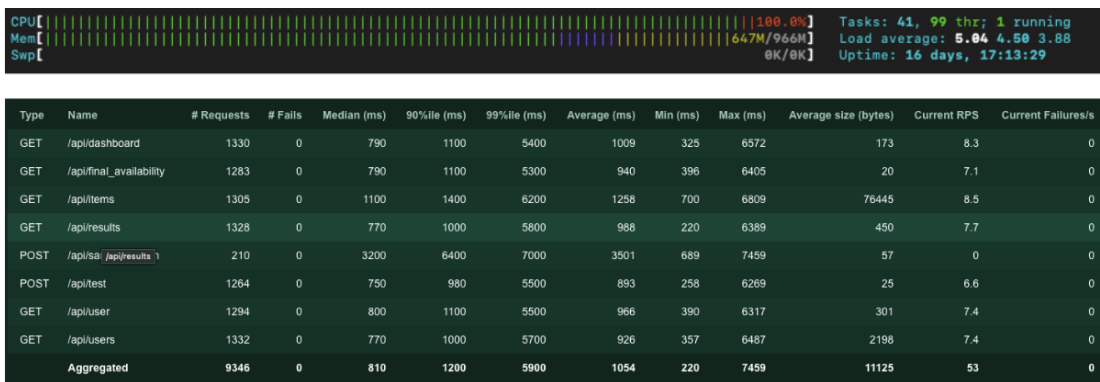 CPU[100.0%] Tasks: 41, 99 thr; 1 running
Mem[647M/966M] Load average: 5.04 4.50 3.88
Swp[0K/0K] Uptime: 16 days, 17:13:29
Type Name # Requests # Fails Median (ms) 90%ile (ms) 99%ile (ms) Average (ms) Min (ms) Max (ms) Average size (bytes) Current RPS Current Failures/s
GET /api/dashboard 1330 0 790 1100 5400 1009 325 6572 173 8.3 0
GET /api/final_availability 1283 0 790 1100 5300 940 396 6405 20 7.1 0
GET /api/items 1305 0 1100 1400 6200 1258 700 6809 76445 8.5 0
GET /api/results 1328 0 770 1000 5800 988 220 6389 450 7.7 0
POST /api/sa /api/results 210 0 3200 6400 7000 3501 689 7459 57 0 0
POST /api/test 1264 0 750 980 5500 893 258 6269 25 6.6 0
GET /api/user 1294 0 800 1100 5500 966 390 6317 301 7.4 0
GET /api/users 1332 0 770 1000 5700 926 357 6487 2198 7.4 0
Aggregated 9346 0 810 1200 5900 1054 220 7459 11125 53 0